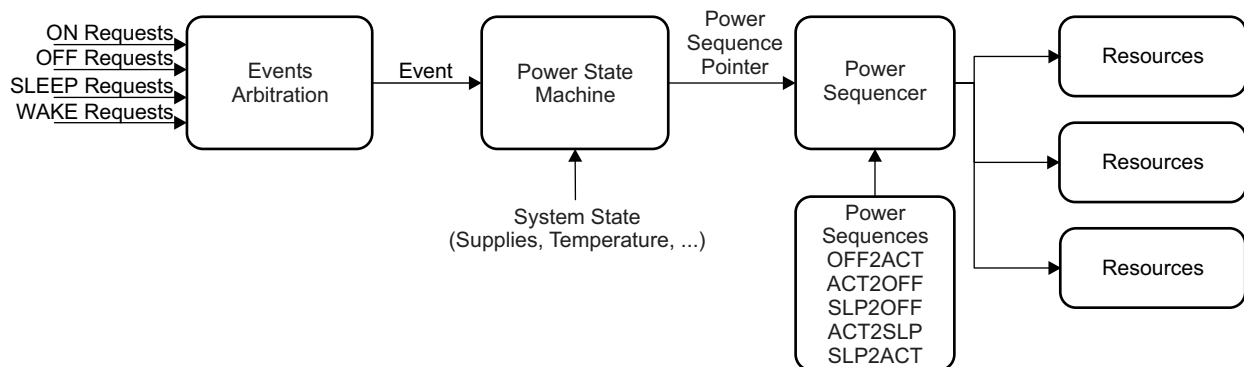 ON Requests
OFF Requests
SLEEP Requests
WAKE Requests
Events
Arbitration
Event
Power State
Machine
System State
(Supplies, Temperature, ...)
Power
Sequence
Pointer
Power
Sequencer
Power
Sequences
OFF2ACT
ACT2OFF
SLP2OFF
ACT2SLP
SLP2ACT
Resources
Resources
Resources